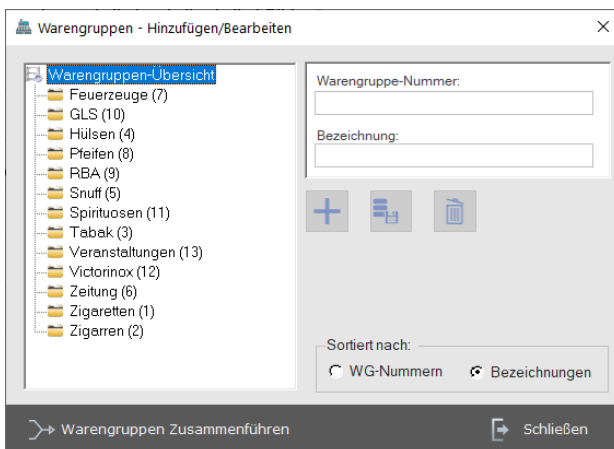 Warengruppen - Hinzufügen/Bearbeiten
Warengruppen-Übersicht
Feuerzeuge (7)
GLS (10)
Hülsen (4)
Pfeifen (8)
RBA (9)
Snuff (5)
Spirituosen (11)
Tabak (3)
Veranstaltungen (13)
Victorinox (12)
Zeitung (6)
Zigaretten (1)
Zigarren (2)
Warengruppe-Nummer:
Bezeichnung:
Sortiert nach:
WG-Nummern Bezeichnungen
Warengruppen Zusammenführen Schließen